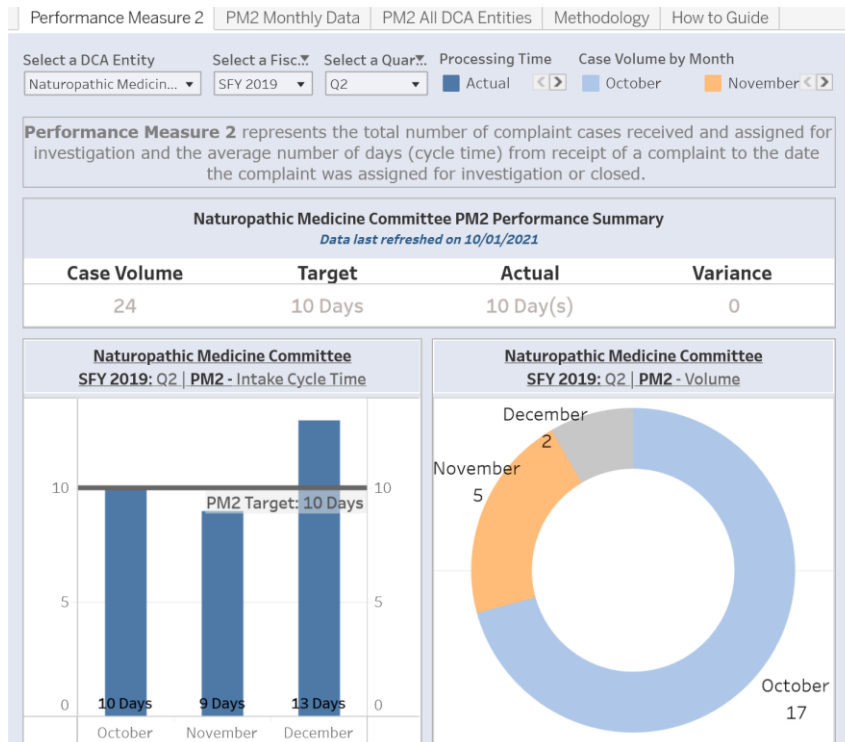 Performance Measure 2
PM2 Monthly Data
PM2 All DCA Entities
Methodology
How to Guide
Select a DCA Entity
Select a Fisc..
Select a Quar..
Processing Time
Case Volume by Month
Naturopathic Medicin...
SFY 2019
Q2
Actual
October
November
Performance Measure 2 represents the total number of complaint cases received and assigned for
investigation and the average number of days (cycle time) from receipt of a complaint to the date
the complaint was assigned for investigation or closed.
Naturopathic Medicine Committee PM2 Performance Summary
Data last refreshed on 10/01/2021
Case Volume Target Actual Variance
24 10 Days 10 Day(s) 0
Naturopathic Medicine Committee
SFY 2019: Q2 | PM2 - Intake Cycle Time
10
10
PM2 Target: 10 Days
5
5
0
10 Days
9 Days
13 Days
0
October
November
December
Naturopathic Medicine Committee
SFY 2019: Q2 | PM2 - Volume
December
2
November
5
October
17